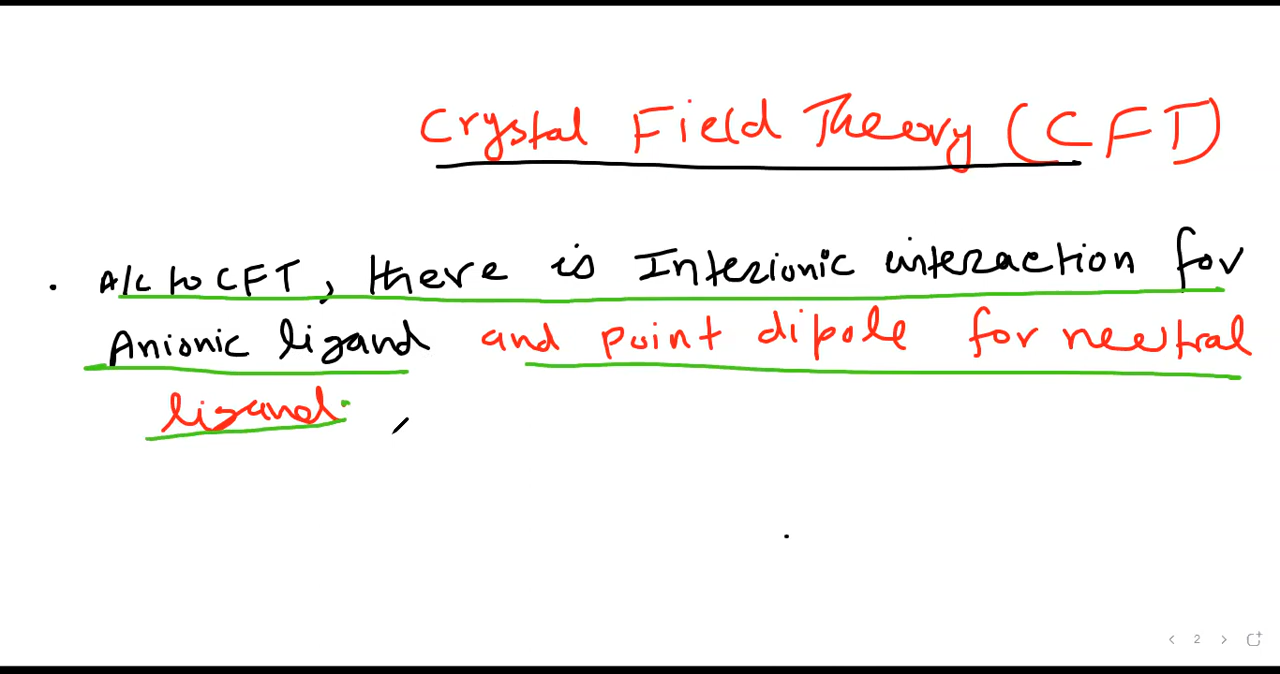 Crystal Field Theory (CFT)
. A/c to CFT, there is Interionic interaction for
Anionic ligand and point dipole for neutral
ligand.
< 2 >